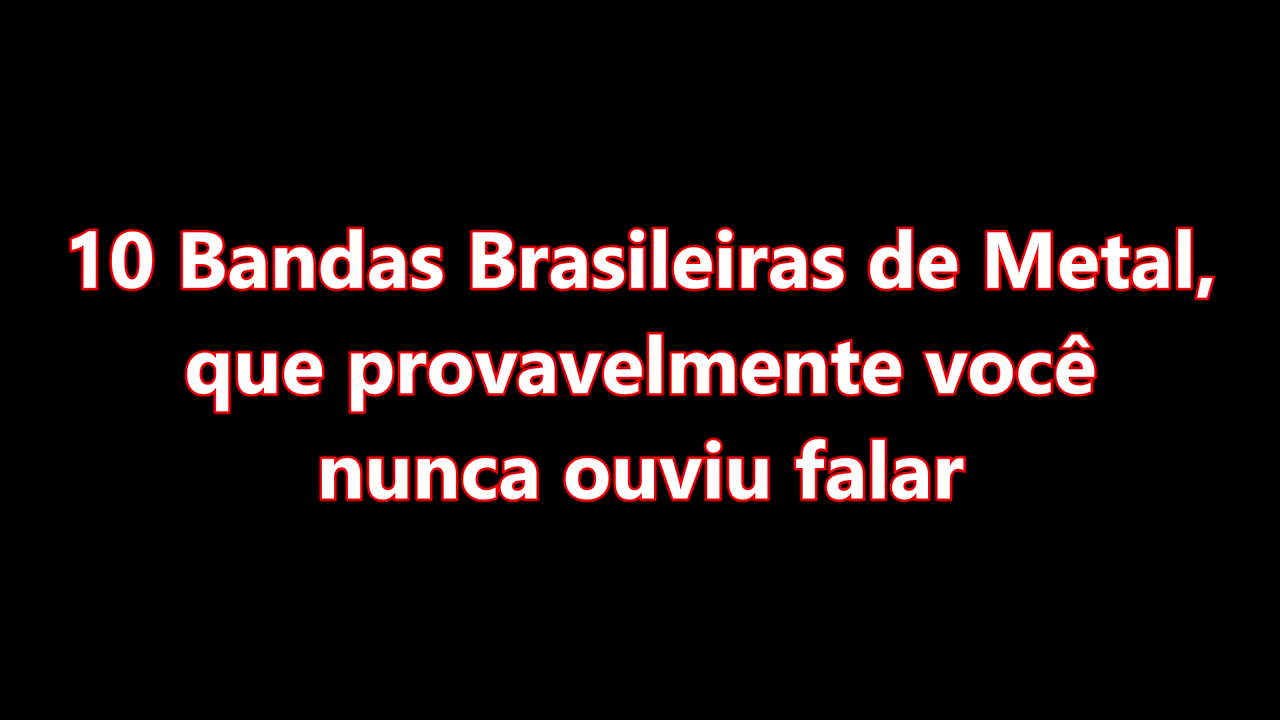 10 Bandas Brasileiras de Metal,
que provavelmente você
nunca ouviu falar